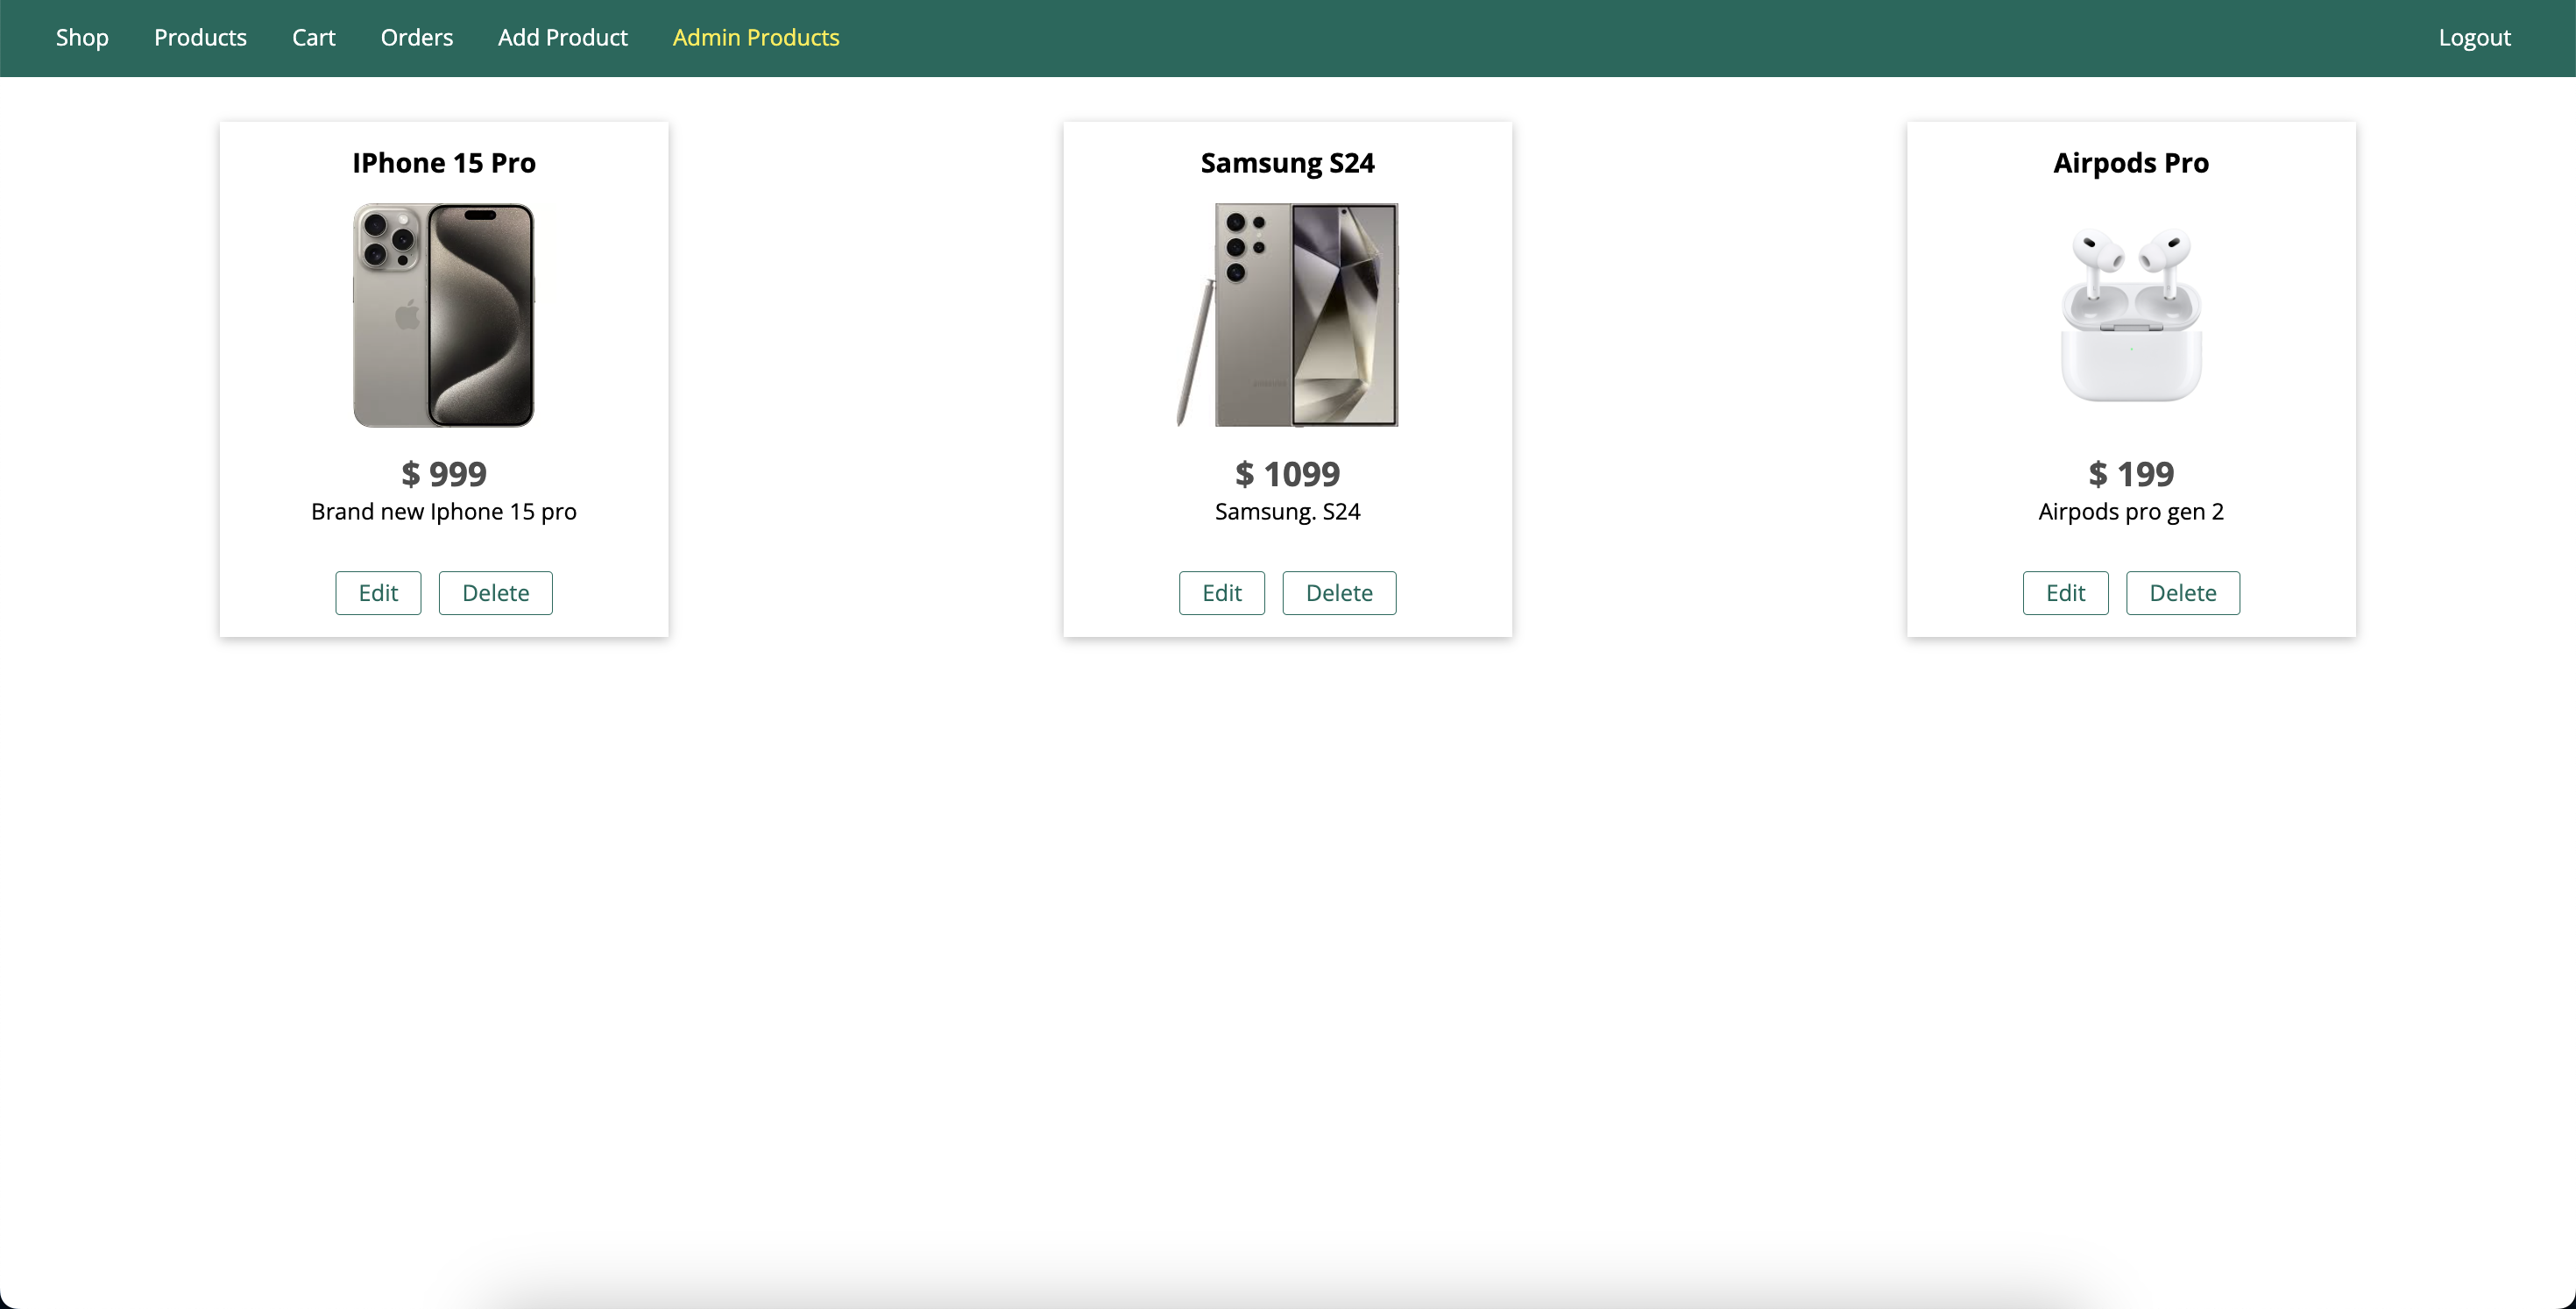 Shop Products Cart Orders Add Product Admin Products Logout
IPhone 15 Pro
$ 999
Brand new Iphone 15 pro
Edit Delete
Samsung S24
$ 1099
Samsung. S24
Edit Delete
Airpods Pro
$ 199
Airpods pro gen 2
Edit Delete